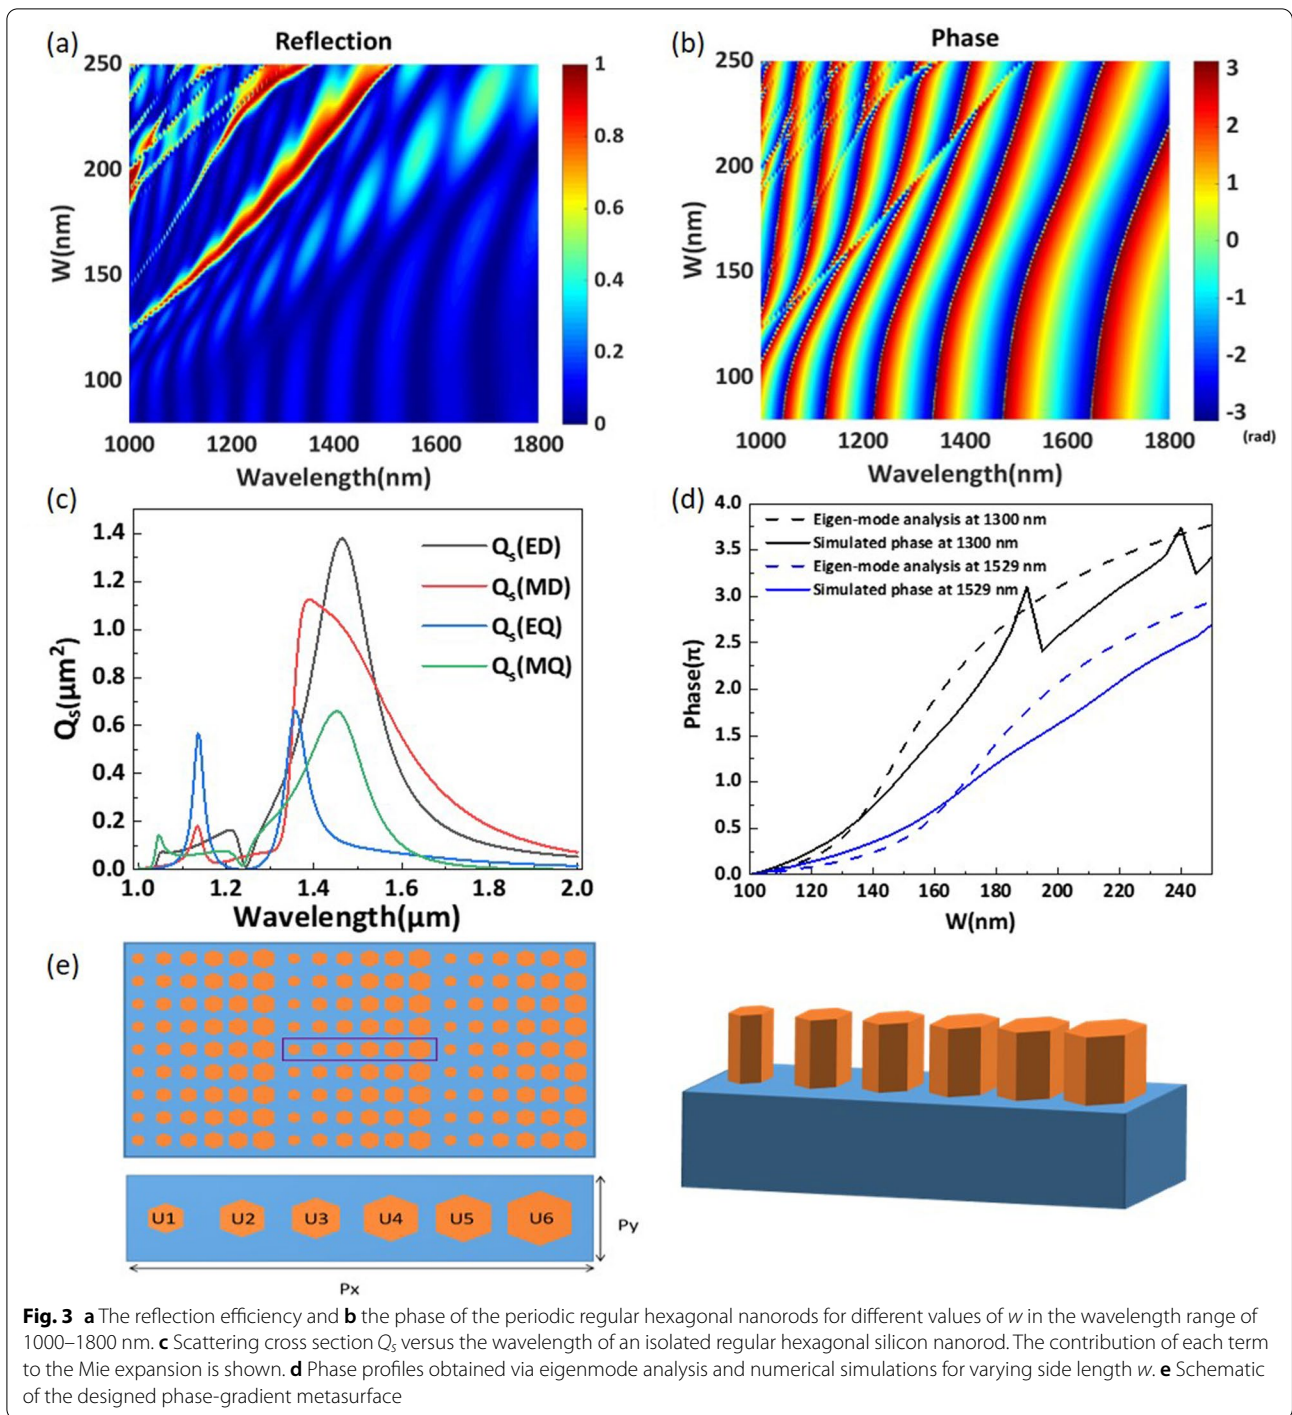 (a)
Reflection
250
200
150
100
1000
1200
1400
1600
1800
W(nm)
Wavelength(nm)
1
0.8
0.6
0.4
0.2
0
(b)
Phase
250
200
150
100
1000
1200
1400
1600
1800
W(nm)
Wavelength(nm)
3
2
1
0
-1
-2
-3
(rad)
(c)
1.4
1.2
1.0
0.8
0.6
0.4
0.2
0.0
Qs(μm2)
Qs(ED)
Qs(MD)
Qs(EQ)
Qs(MQ)
1.0
1.2
1.4
1.6
1.8
2.0
Wavelength(μm)
(d)
4.0
3.5
3.0
2.5
2.0
1.5
1.0
0.5
0.0
Phase(π)
Eigen-mode analysis at 1300 nm
Simulated phase at 1300 nm
Eigen-mode analysis at 1529 nm
Simulated phase at 1529 nm
100
120
140
160
180
200
220
240
W(nm)
(e)
U1
U2
U3
U4
U5
U6
Py
Px
Fig. 3 a The reflection efficiency and b the phase of the periodic regular hexagonal nanorods for different values of w in the wavelength range of
1000–1800 nm. c Scattering cross section Qs versus the wavelength of an isolated regular hexagonal silicon nanorod. The contribution of each term
to the Mie expansion is shown. d Phase profiles obtained via eigenmode analysis and numerical simulations for varying side length w. e Schematic
of the designed phase-gradient metasurface